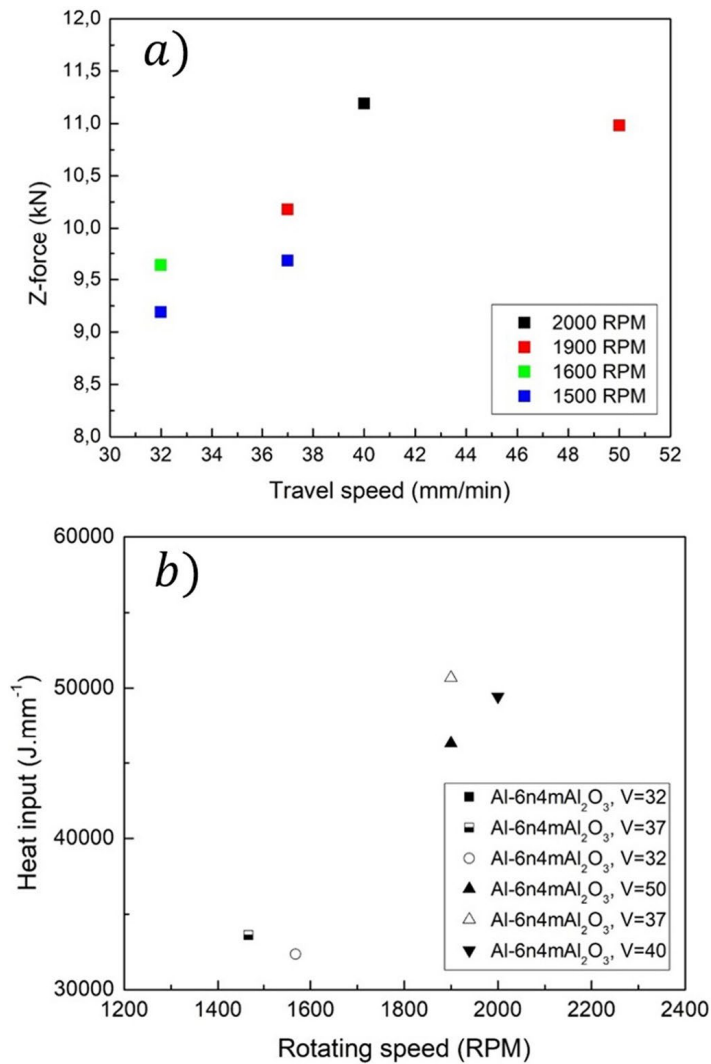 a)
12,0
11,5
11,0
10,5
10,0
9,5
9,0
8,5
8,0
Z-force (kN)
2000 RPM
1900 RPM
1600 RPM
1500 RPM
30 32 34 36 38 40 42 44 46 48 50 52
Travel speed (mm/min)
b)
60000
50000
40000
30000
Heat input (J.mm⁻¹)
Al-6n4mAl₂O₃, V=32
Al-6n4mAl₂O₃, V=37
Al-6n4mAl₂O₃, V=32
Al-6n4mAl₂O₃, V=50
Al-6n4mAl₂O₃, V=37
Al-6n4mAl₂O₃, V=40
1200 1400 1600 1800 2000 2200 2400
Rotating speed (RPM)